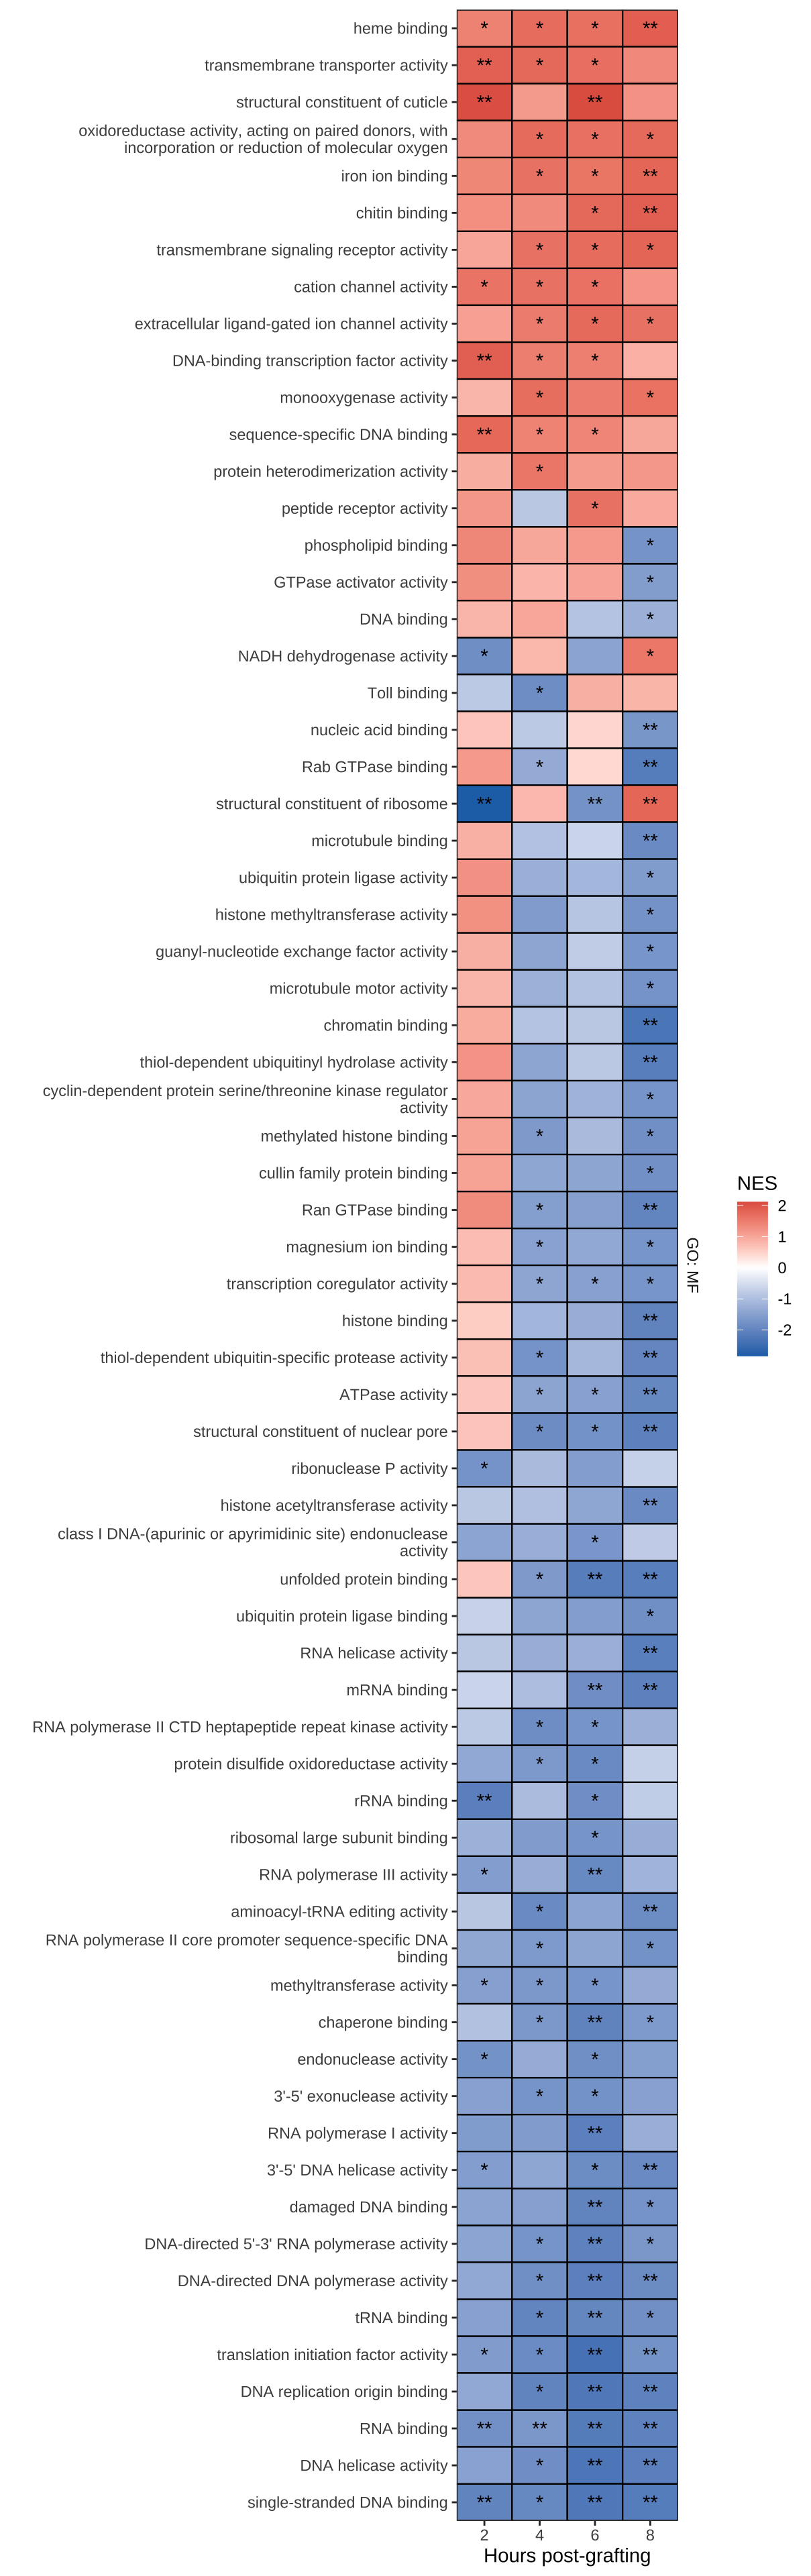 heme binding * * * **
transmembrane transporter activity ** * *
structural constituent of cuticle ** **
oxidoreductase activity, acting on paired donors, with
incorporation or reduction of molecular oxygen * * *
iron ion binding * * **
chitin binding * **
transmembrane signaling receptor activity * * *
cation channel activity * * *
extracellular ligand-gated ion channel activity * * *
DNA-binding transcription factor activity ** * *
monooxygenase activity * *
sequence-specific DNA binding ** * *
protein heterodimerization activity *
peptide receptor activity *
phospholipid binding *
GTPase activator activity *
DNA binding *
NADH dehydrogenase activity * *
Toll binding *
nucleic acid binding **
Rab GTPase binding * **
structural constituent of ribosome ** ** **
microtubule binding **
ubiquitin protein ligase activity *
histone methyltransferase activity *
guanyl-nucleotide exchange factor activity *
microtubule motor activity *
chromatin binding **
thiol-dependent ubiquitinyl hydrolase activity **
cyclin-dependent protein serine/threonine kinase regulator
activity *
methylated histone binding * *
cullin family protein binding *
Ran GTPase binding * **
magnesium ion binding * *
transcription coregulator activity * * *
histone binding **
thiol-dependent ubiquitin-specific protease activity * **
ATPase activity * * **
structural constituent of nuclear pore * * **
ribonuclease P activity *
histone acetyltransferase activity **
class I DNA-(apurinic or apyrimidinic site) endonuclease
activity *
unfolded protein binding * ** **
ubiquitin protein ligase binding *
RNA helicase activity **
mRNA binding ** **
RNA polymerase II CTD heptapeptide repeat kinase activity * *
protein disulfide oxidoreductase activity * *
rRNA binding ** *
ribosomal large subunit binding *
RNA polymerase III activity * **
aminoacyl-tRNA editing activity * **
RNA polymerase II core promoter sequence-specific DNA
binding * *
methyltransferase activity * * *
chaperone binding * ** *
endonuclease activity * *
3'-5' exonuclease activity * *
RNA polymerase I activity **
3'-5' DNA helicase activity * * **
damaged DNA binding ** *
DNA-directed 5'-3' RNA polymerase activity * ** *
DNA-directed DNA polymerase activity * ** **
tRNA binding * ** *
translation initiation factor activity * * ** **
DNA replication origin binding * ** **
RNA binding ** ** ** **
DNA helicase activity * ** **
single-stranded DNA binding ** * ** **
2 4 6 8
Hours post-grafting
GO: MF
NES
2
1
0
-1
-2